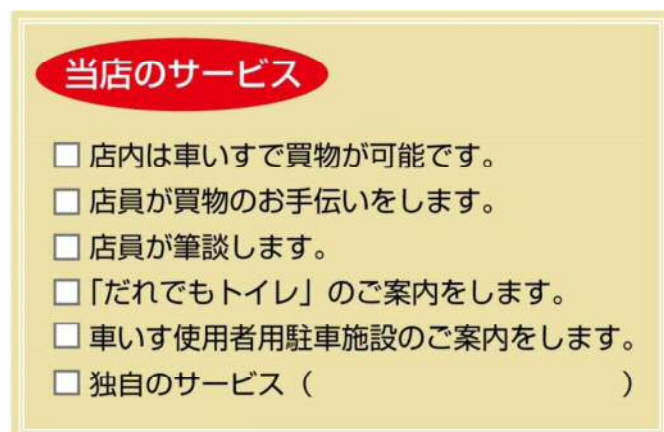 当店のサービス
□ 店内は車いすで買物が可能です。
□ 店員が買物のお手伝いをします。
□ 店員が筆談します。
□ 「だれでもトイレ」のご案内をします。
□ 車いす使用者用駐車施設のご案内をします。
□ 独自のサービス（　　　　　　　　　　　　）